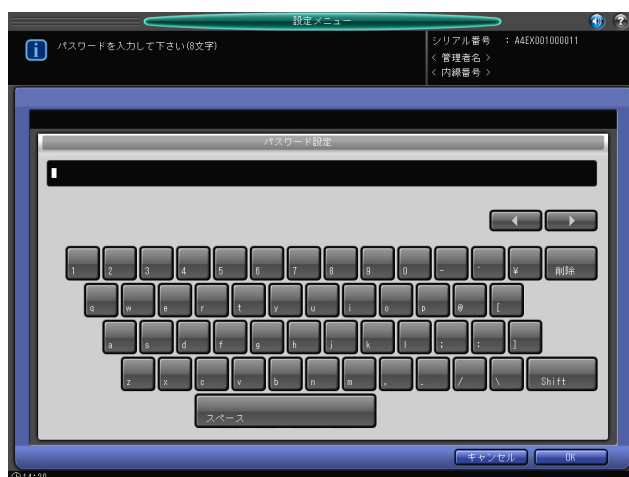 設定メニュー
パスワードを入力して下さい(8文字)
シリアル番号 : A4EX001000011
< 管理者名 >
< 内線番号 >
パスワード設定
1 2 3 4 5 6 7 8 9 0 - ^ ¥ 削除
q w e r t y u i o p @ [
a s d f g h j k l ; : ]
z x c v b n m , . / \ Shift
スペース
キャンセル OK
14:20